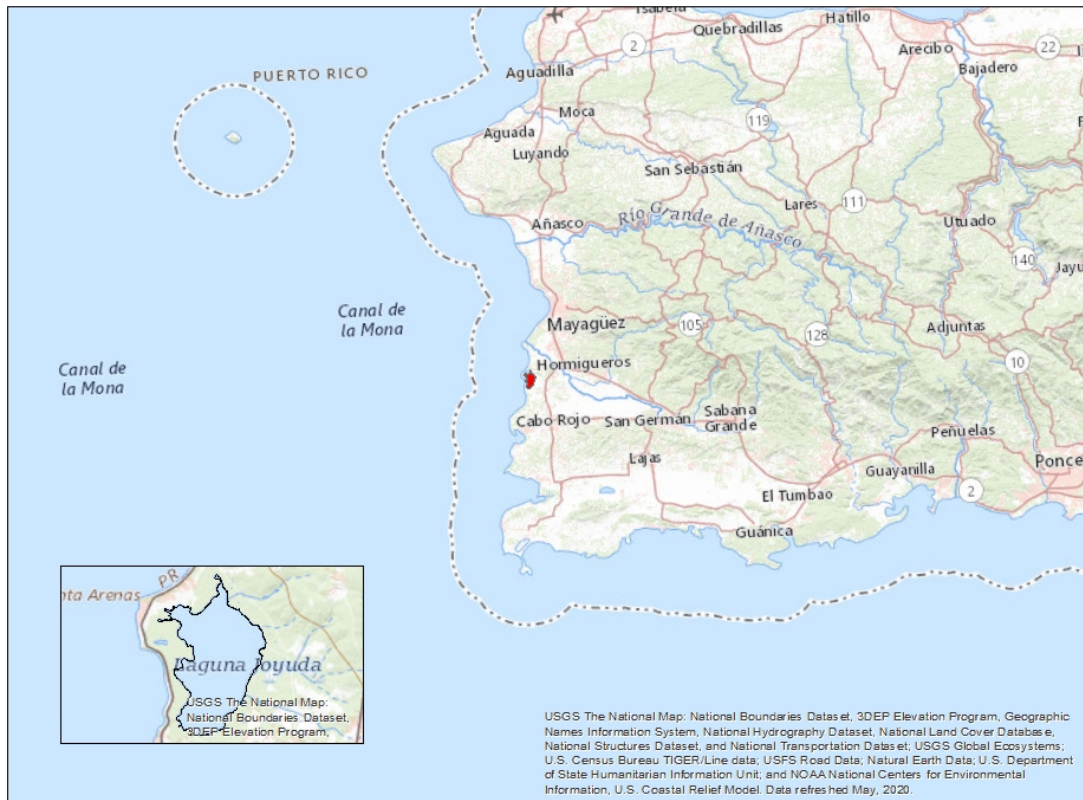 Isabela
Hatillo
Quebradillas
2
Arecibo
22
PUERTO RICO
Aguadilla
Bajadero
Moca
119
Aguada
Luyando
San Sebastián
Lares
111
Añasco
Río Grande de Añasco
Utuado
140
Jayu
Canal de
la Mona
Mayagüez
105
128
Adjuntas
Canal de
la Mona
Hormigueros
10
Cabo Rojo
San Germán
Sabana
Grande
Peñuelas
Lajas
Guayanilla
Ponce
El Tumbao
2
Guánica
PR
nta Arenas
Laguna Joyuda
USGS The National Map:
National Boundaries Dataset,
3DEP Elevation Program,
USGS The National Map: National Boundaries Dataset, 3DEP Elevation Program, Geographic
Names Information System, National Hydrography Dataset, National Land Cover Database,
National Structures Dataset, and National Transportation Dataset; USGS Global Ecosystems;
U.S. Census Bureau TIGER/Line data; USFS Road Data; Natural Earth Data; U.S. Department
of State Humanitarian Information Unit; and NOAA National Centers for Environmental
Information, U.S. Coastal Relief Model. Data refreshed May, 2020.